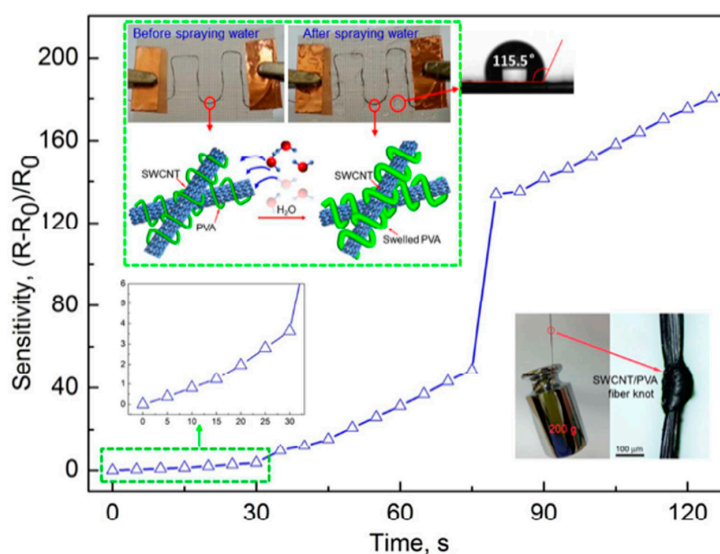 Before spraying water
After spraying water
115.5°
SWCNT
PVA
H₂O
SWCNT
Swelled PVA
Sensitivity, (R-R₀)/R₀
200
160
120
80
40
0
6
5
4
3
2
1
0
0 5 10 15 20 25 30
200 g
SWCNT/PVA
fiber knot
100 μm
0 30 60 90 120
Time, s